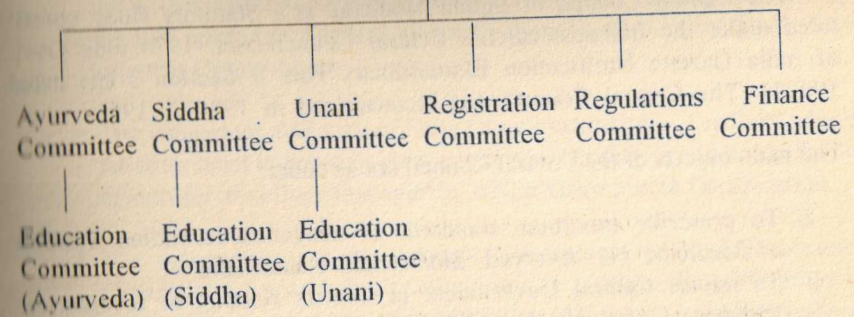 Ayurveda Siddha Unani Registration Regulations Finance
Committee Committee Committee Committee Committee Committee
Education Education Education
Committee Committee Committee
(Ayurveda) (Siddha) (Unani)